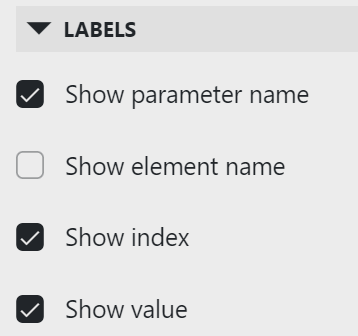 LABELS
Show parameter name
Show element name
Show index
Show value